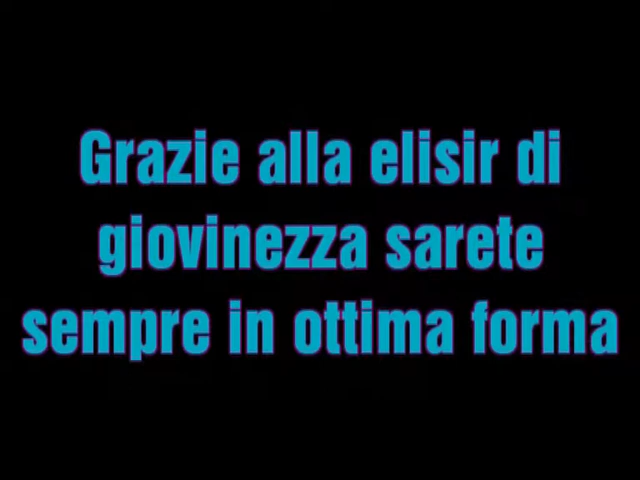 Grazie alla elisir di
giovinezza sarete
sempre in ottima forma